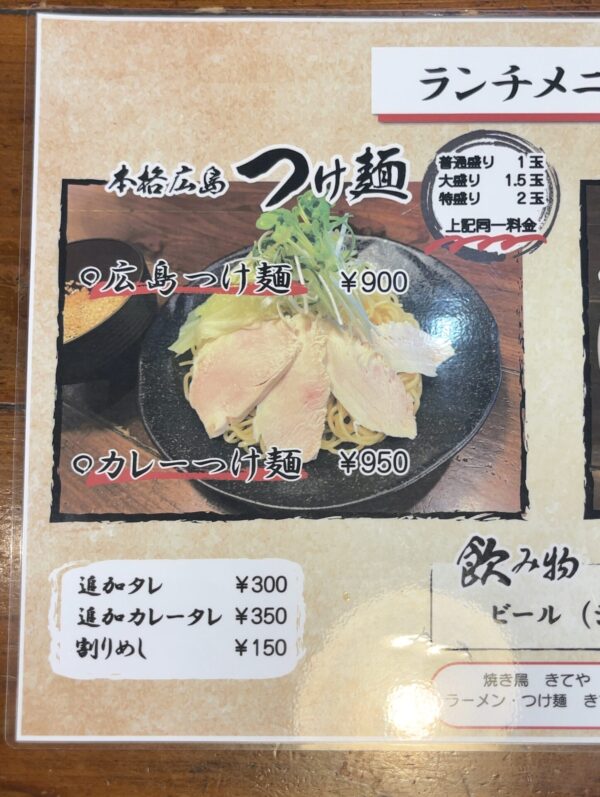 ランチメニ
本格広島 つけ麺
普通盛り 1玉
大盛り 1.5玉
特盛り 2玉
上記同一料金
広島つけ麺 ¥900
カレーつけ麺 ¥950
追加タレ ¥300
追加カレータレ ¥350
割りめし ¥150
飲み物
ビール (
焼き鳥 きてや
ラーメン・つけ麺 き